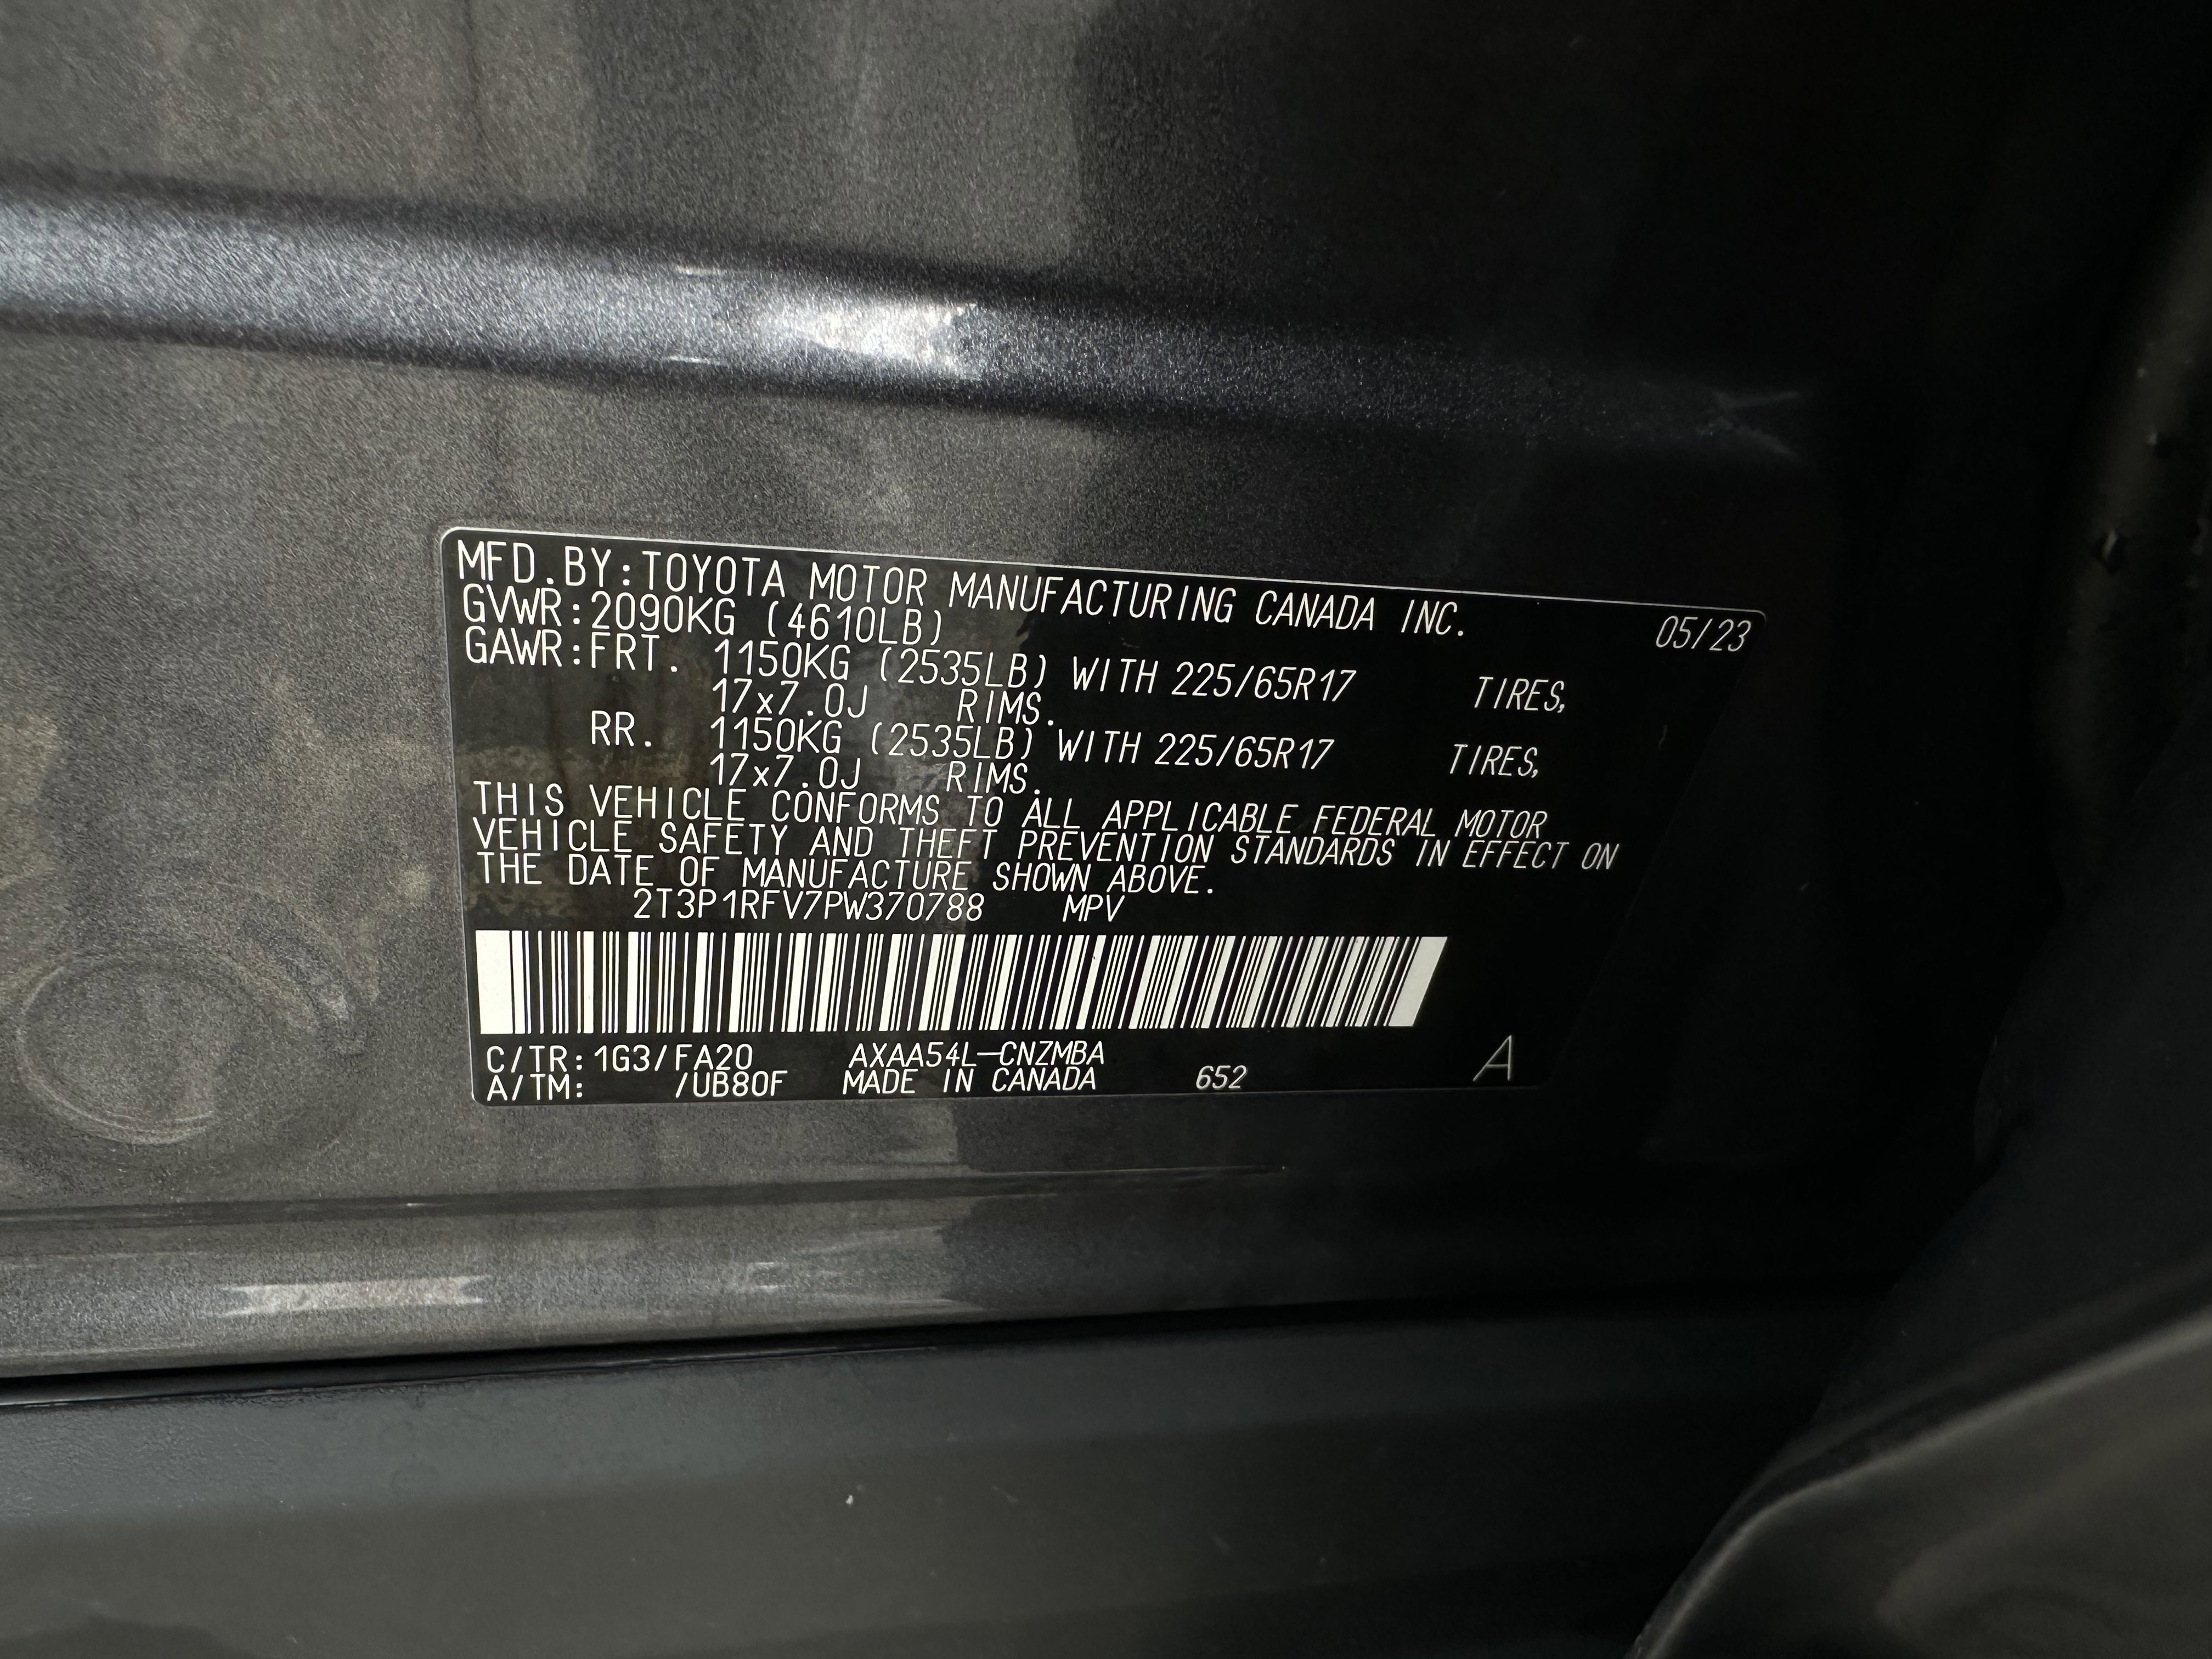 MFD.BY:TOYOTA MOTOR MANUFACTURING CANADA INC. 05/23
GVWR:2090KG (4610LB)
GAWR:FRT. 1150KG (2535LB) WITH 225/65R17 TIRES,
17x7.0J RIMS.
RR. 1150KG (2535LB) WITH 225/65R17 TIRES,
17x7.0J RIMS.
THIS VEHICLE CONFORMS TO ALL APPLICABLE FEDERAL MOTOR
VEHICLE SAFETY AND THEFT PREVENTION STANDARDS IN EFFECT ON
THE DATE OF MANUFACTURE SHOWN ABOVE.
2T3P1RFV7PW370788 MPV
C/TR:1G3/FA20 AXAA54L-CNZMBA A
A/TM: /UB80F MADE IN CANADA 652